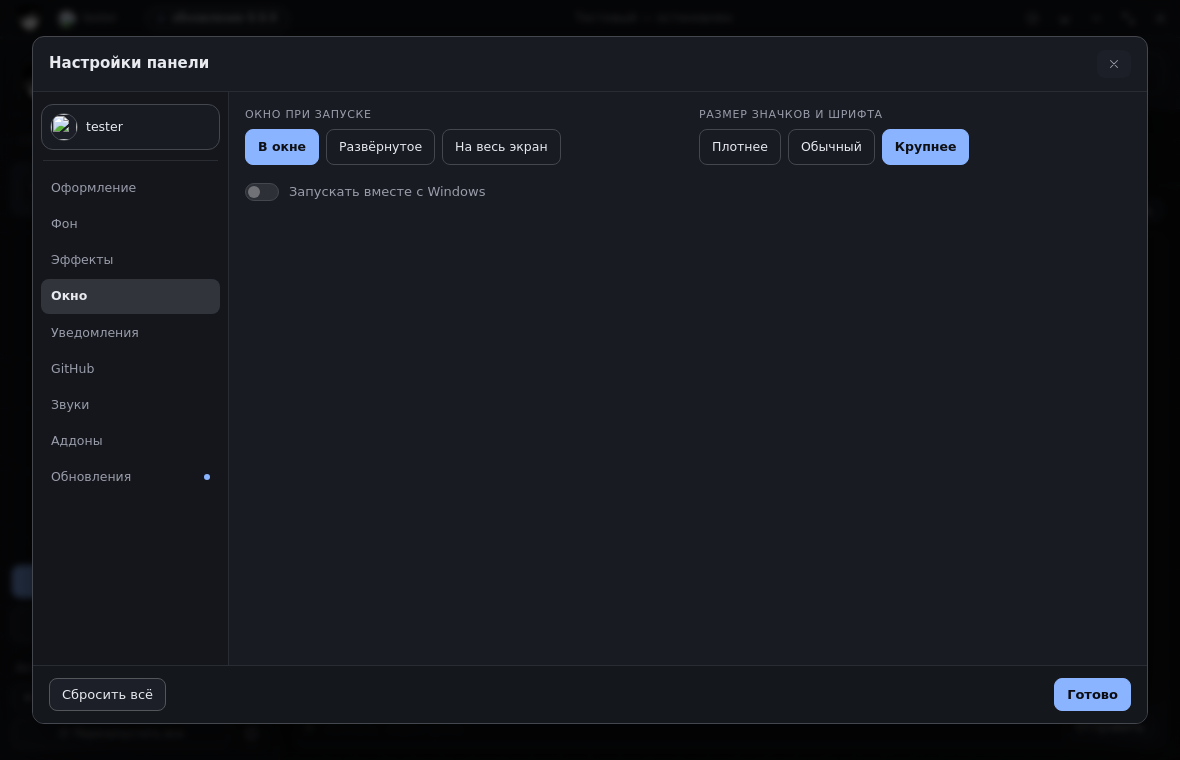 Настройки панели
tester
Оформление
Фон
Эффекты
Окно
Уведомления
GitHub
Звуки
Аддоны
Обновления
ОКНО ПРИ ЗАПУСКЕ
В окне Развёрнутое На весь экран
Запускать вместе с Windows
РАЗМЕР ЗНАЧКОВ И ШРИФТА
Плотнее Обычный Крупнее
Сбросить всё
Готово